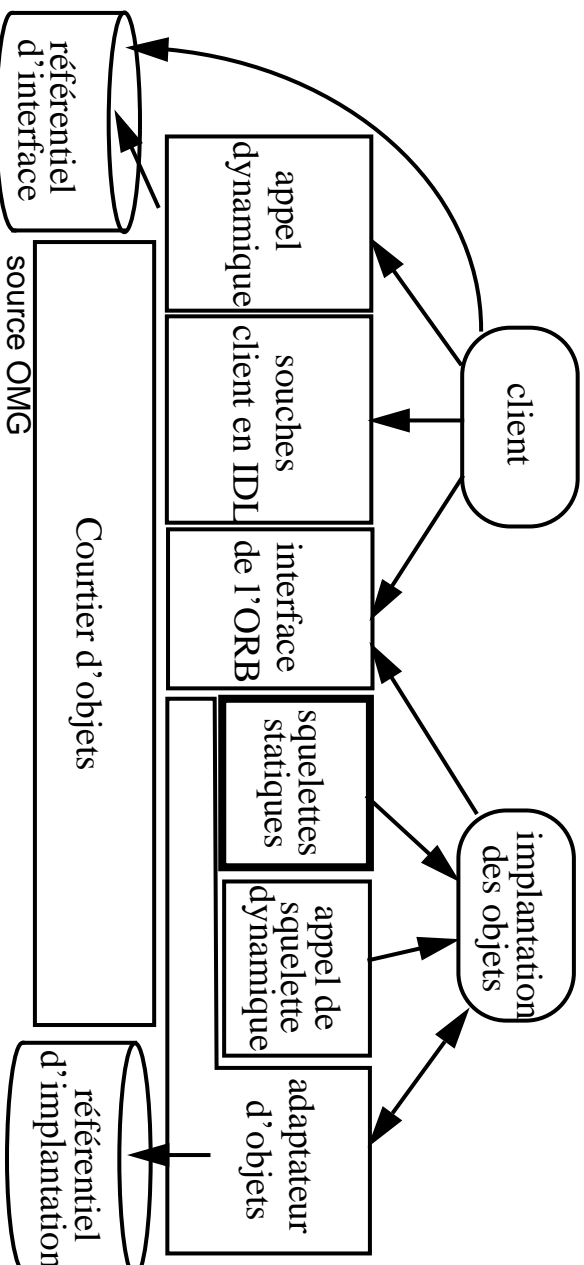 client
implantation
des objets
appel
dynamique
souches
client en IDL
interface
de l’ORB
squelettes
statiques
appel de
squelette
dynamique
adaptateur
d’objets
référentiel
d’interface
Courtier d’objets
référentiel
d’implantation
source OMG